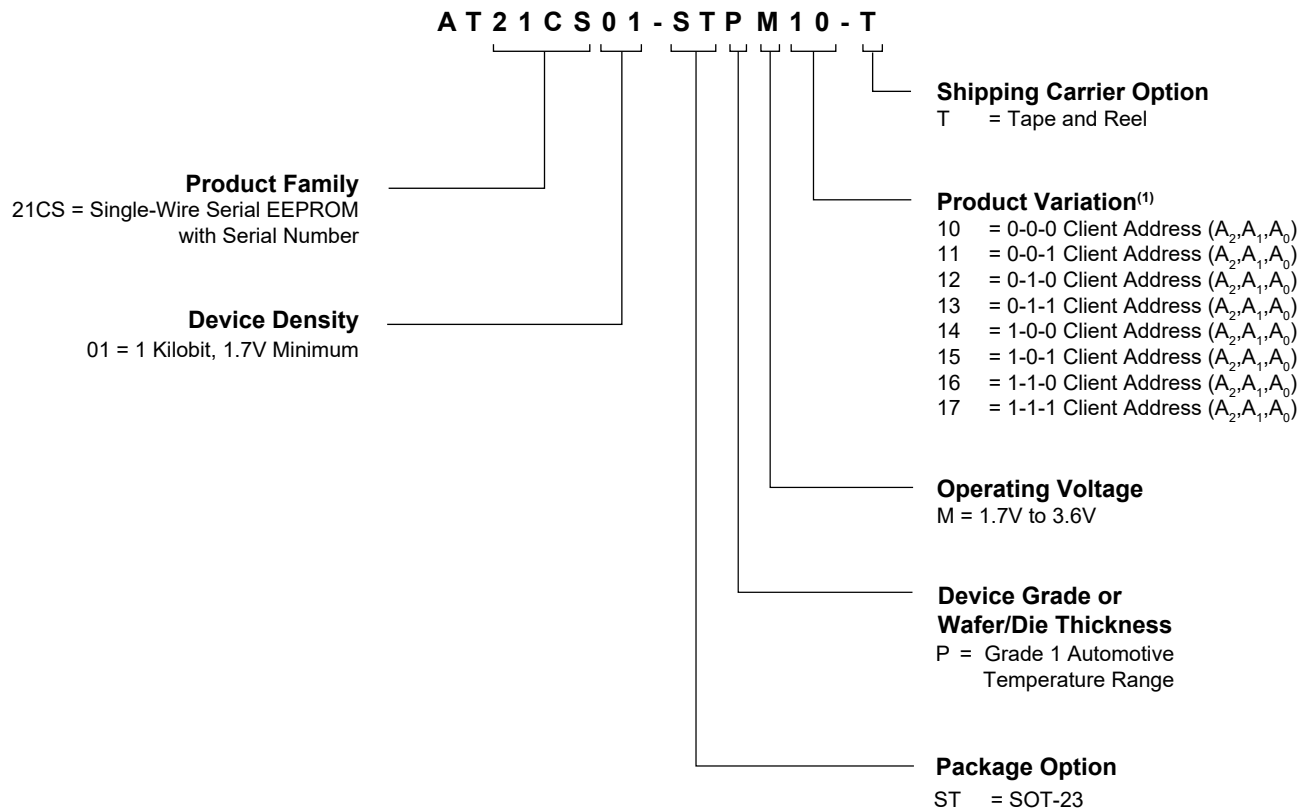 AT21CS01-STPM10-T
Shipping Carrier Option
T = Tape and Reel
Product Family
21CS = Single-Wire Serial EEPROM
with Serial Number
Product Variation(1)
10 = 0-0-0 Client Address (A2,A1,A0)
11 = 0-0-1 Client Address (A2,A1,A0)
12 = 0-1-0 Client Address (A2,A1,A0)
13 = 0-1-1 Client Address (A2,A1,A0)
14 = 1-0-0 Client Address (A2,A1,A0)
15 = 1-0-1 Client Address (A2,A1,A0)
16 = 1-1-0 Client Address (A2,A1,A0)
17 = 1-1-1 Client Address (A2,A1,A0)
Device Density
01 = 1 Kilobit, 1.7V Minimum
Operating Voltage
M = 1.7V to 3.6V
Device Grade or
Wafer/Die Thickness
P = Grade 1 Automotive
Temperature Range
Package Option
ST = SOT-23